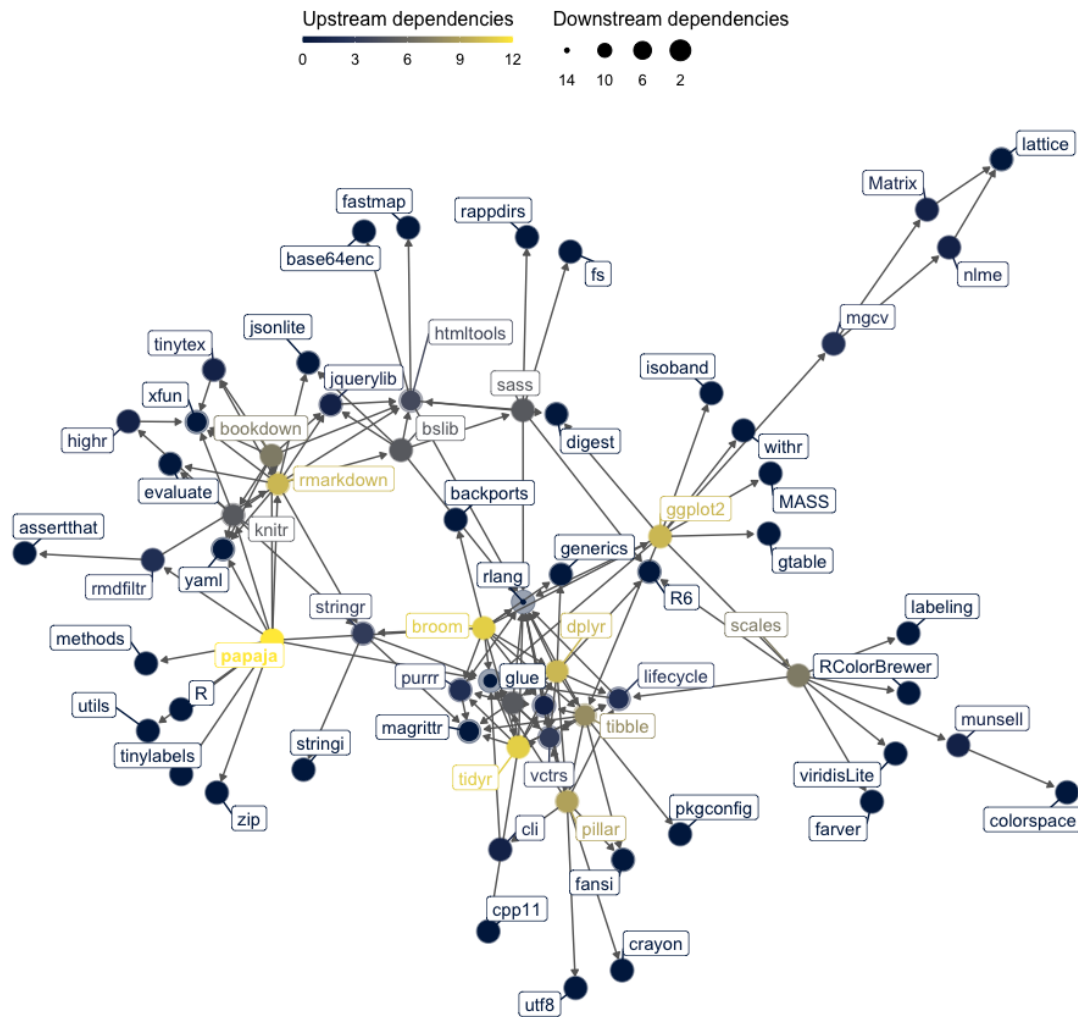 Upstream dependencies
Downstream dependencies
0 3 6 9 12
14 10 6 2
lattice
Matrix
fastmap
rappdirs
base64enc
fs
nlme
mgcv
jsonlite
htmltools
tinytex
isoband
jquerylib
sass
xfun
bookdown
bslib
highr
digest
withr
evaluate
rmarkdown
backports
MASS
ggplot2
assertthat
knitr
generics
gtable
rlang
rmdfiltr
yaml
R6
stringr
labeling
broom
dplyr
scales
methods
papaja
RColorBrewer
purrr
glue
lifecycle
utils
R
munsell
magrittr
tibble
tinylabels
stringi
tidyr
vctrs
viridisLite
zip
pkgconfig
cli
pillar
farver
colorspace
fansi
cpp11
crayon
utf8